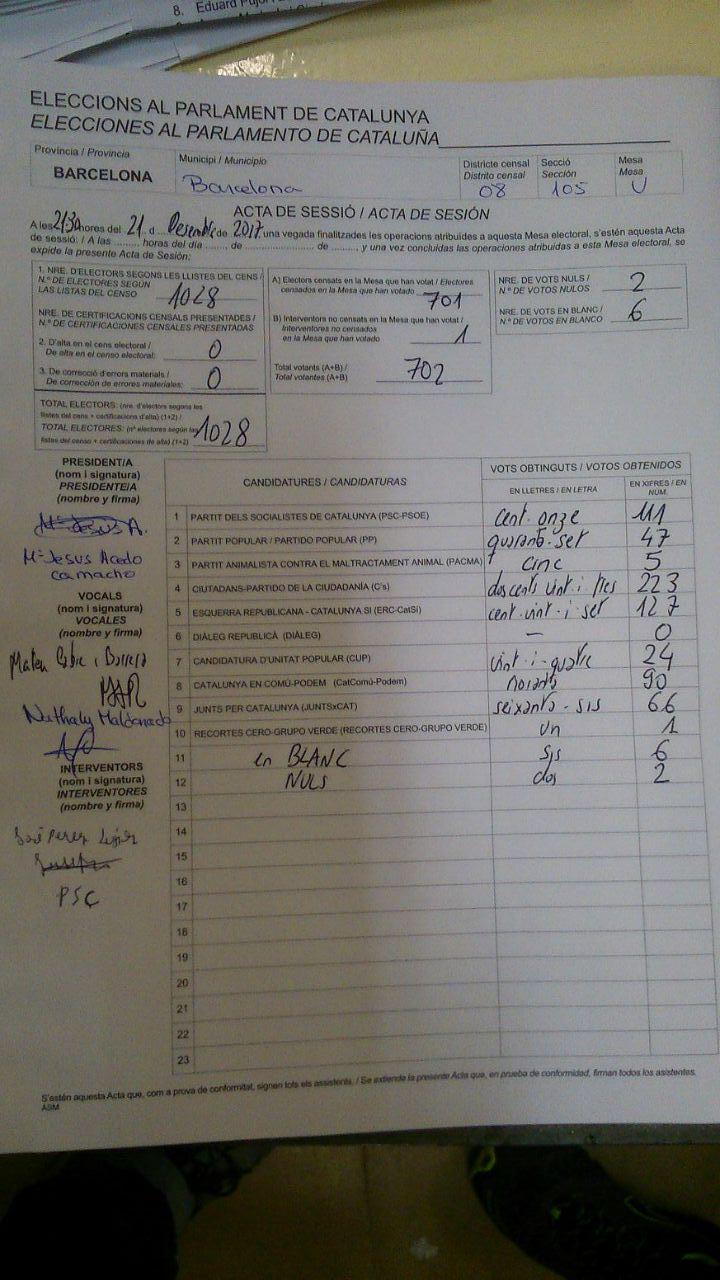 8. Eduard Pujol
ELECCIONS AL PARLAMENT DE CATALUNYA
ELECCIONES AL PARLAMENTO DE CATALUÑA
Província / Provincia
BARCELONA
Municipi / Municipio
Barcelona
Districte censal
Distrito censal
08
Secció
Sección
105
Mesa
Mesa
U
ACTA DE SESSIÓ / ACTA DE SESIÓN
A les 21'30 hores del 21 d Desembre de 2017 una vegada finalitzades les operacions atribuïdes a aquesta Mesa electoral, s'estén aquesta Acta
de sessió: / A las ........ horas del día ....... de ................ de ........, y una vez concluidas las operaciones atribuidas a esta Mesa electoral, se
expide la presente Acta de Sesión:
1. NRE. D'ELECTORS SEGONS LES LLISTES DEL CENS /
N.º DE ELECTORES SEGÚN
LAS LISTAS DEL CENSO
1028
NRE. DE CERTIFICACIONS CENSALS PRESENTADES /
N.º DE CERTIFICACIONES CENSALES PRESENTADAS
2. D'alta en el cens electoral /
De alta en el censo electoral:
0
3. De correcció d'errors materials /
De corrección de errores materiales:
0
TOTAL ELECTORS: (nre. d'electors segons les
llistes del cens + certificacions d'alta) (1+2) /
TOTAL ELECTORES: (nº electores según las
listas del censo + certificaciones de alta) (1+2)
1028
A) Electors censats en la Mesa que han votat / Electores
censados en la Mesa que han votado
701
B) Interventors no censats en la Mesa que han votat /
Interventores no censados
en la Mesa que han votado
1
Total votants (A+B) /
Total votantes (A+B)
702
NRE. DE VOTS NULS /
N.º DE VOTOS NULOS
2
NRE. DE VOTS EN BLANC /
N.º DE VOTOS EN BLANCO
6
PRESIDENT/A
(nom i signatura)
PRESIDENTE/A
(nombre y firma)
Mª Jesus A.
Mª Jesus Acedo
camacho
VOCALS
(nom i signatura)
VOCALES
(nombre y firma)
Nathaly Maldonado
INTERVENTORS
(nom i signatura)
INTERVENTORES
(nombre y firma)
PSC
CANDIDATURES / CANDIDATURAS
VOTS OBTINGUTS / VOTOS OBTENIDOS
EN LLETRES / EN LETRA
EN XIFRES / EN NUM.
1 PARTIT DELS SOCIALISTES DE CATALUNYA (PSC-PSOE) cent onze 111
2 PARTIT POPULAR / PARTIDO POPULAR (PP) quaranta-set 47
3 PARTIT ANIMALISTA CONTRA EL MALTRACTAMENT ANIMAL (PACMA) cinc 5
4 CIUTADANS-PARTIDO DE LA CIUDADANÍA (C's) doscents vint i tres 223
5 ESQUERRA REPUBLICANA - CATALUNYA SI (ERC-CatSí) cent vint-i-set 127
6 DIÀLEG REPUBLICÀ (DIÀLEG) — 0
7 CANDIDATURA D'UNITAT POPULAR (CUP) vint-i-quatre 24
8 CATALUNYA EN COMÚ-PODEM (CatComú-Podem) noranta 90
9 JUNTS PER CATALUNYA (JUNTSxCAT) seixanta-sis 66
10 RECORTES CERO-GRUPO VERDE (RECORTES CERO-GRUPO VERDE) un 1
11 en BLANC sis 6
12 NULS dos 2
13
14
15
16
17
18
19
20
21
22
23
S'estén aquesta Acta que, com a prova de conformitat, signen tots els assistents. / Se extiende la presente Acta que, en prueba de conformidad, firman todos los asistentes.